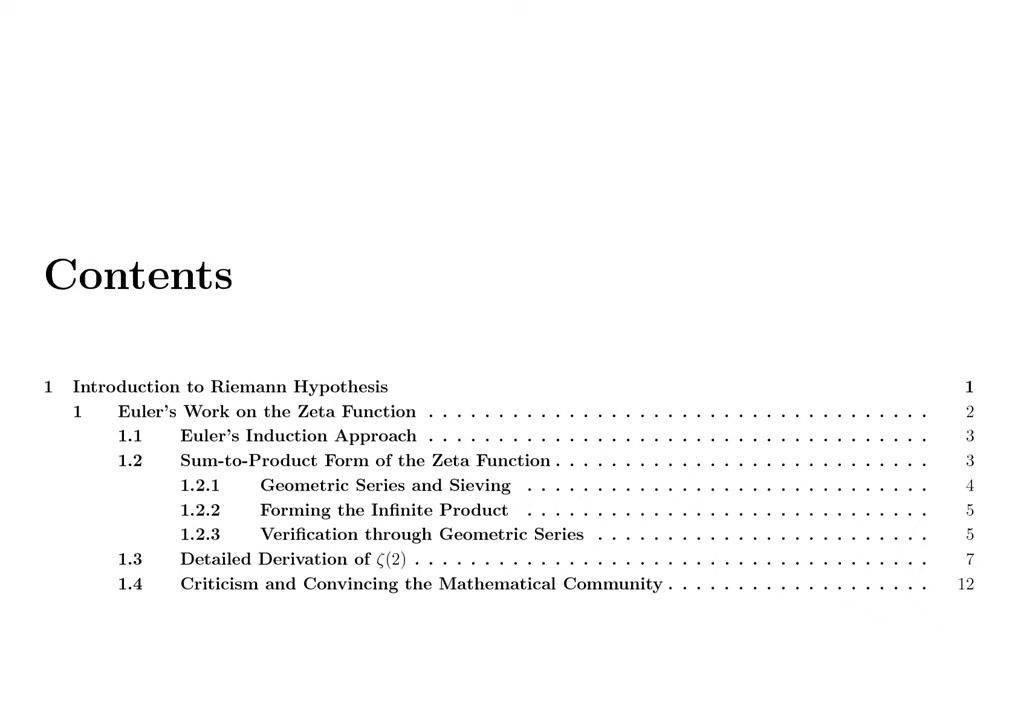 Contents
1 Introduction to Riemann Hypothesis 1
1 Euler's Work on the Zeta Function . . . . . . . . . . . . . . . . . . . . . . . . . . . . . . . . . . . . 2
1.1 Euler's Induction Approach . . . . . . . . . . . . . . . . . . . . . . . . . . . . . . . . . . . . 3
1.2 Sum-to-Product Form of the Zeta Function . . . . . . . . . . . . . . . . . . . . . . . . . . . 3
1.2.1 Geometric Series and Sieving . . . . . . . . . . . . . . . . . . . . . . . . . . . . . 4
1.2.2 Forming the Infinite Product . . . . . . . . . . . . . . . . . . . . . . . . . . . . . 5
1.2.3 Verification through Geometric Series . . . . . . . . . . . . . . . . . . . . . . . . 5
1.3 Detailed Derivation of ζ(2) . . . . . . . . . . . . . . . . . . . . . . . . . . . . . . . . . . . . . 7
1.4 Criticism and Convincing the Mathematical Community . . . . . . . . . . . . . . . . . . . 12